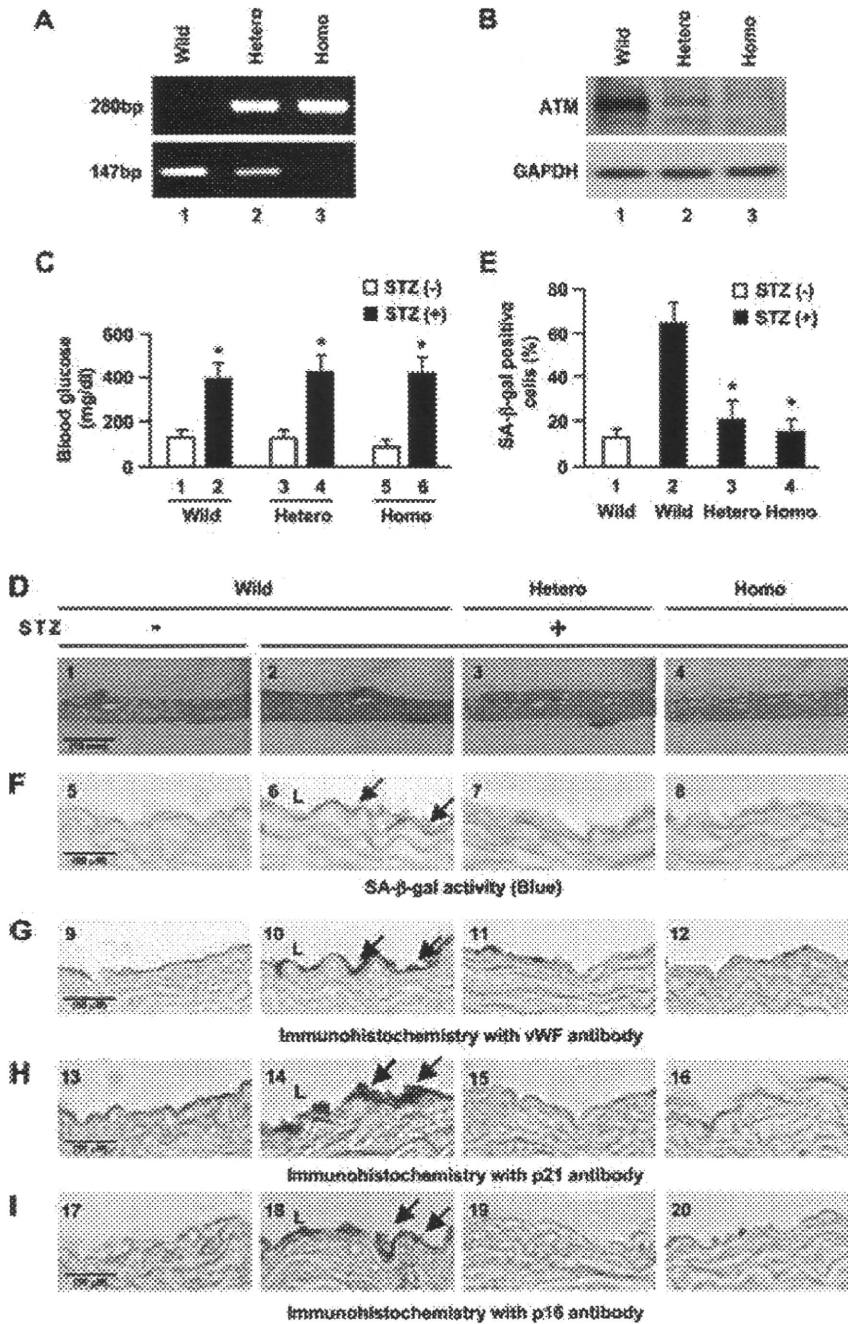 A
Wild Hetero Homo
280bp
147bp
1 2 3
B
Wild Hetero Homo
ATM
GAPDH
1 2 3
C
STZ (-)
STZ (+)
Blood glucose
(mg/dl)
600
400
200
0
* * *
1 2 3 4 5 6
Wild Hetero Homo
E
STZ (-)
STZ (+)
SA-β-gal positive
cells (%)
80
60
40
20
0
* *
1 2 3 4
Wild Wild Hetero Homo
D
Wild Hetero Homo
STZ - +
1 2 3 4
F
5 6 L 7 8
SA-β-gal activity (Blue)
G
9 10 L 11 12
Immunohistochemistry with vWF antibody
H
13 14 L 15 16
Immunohistochemistry with p21 antibody
I
17 18 L 19 20
Immunohistochemistry with p16 antibody